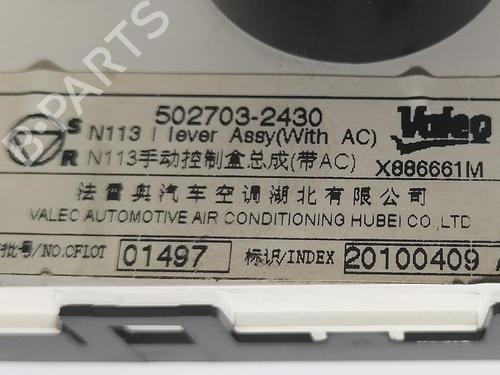 502703-2430
S N113 I lever Assy(With AC) Valeo
R N113手动控制盒总成(带AC) X886661M
法雷奥汽车空调湖北有限公司
VALEC AUTOMOTIVE AIR CONDITIONING HUBEI CO.,LTD
批号/NO.CFLOT 01497 标识/INDEX 20100409
B-PARTS